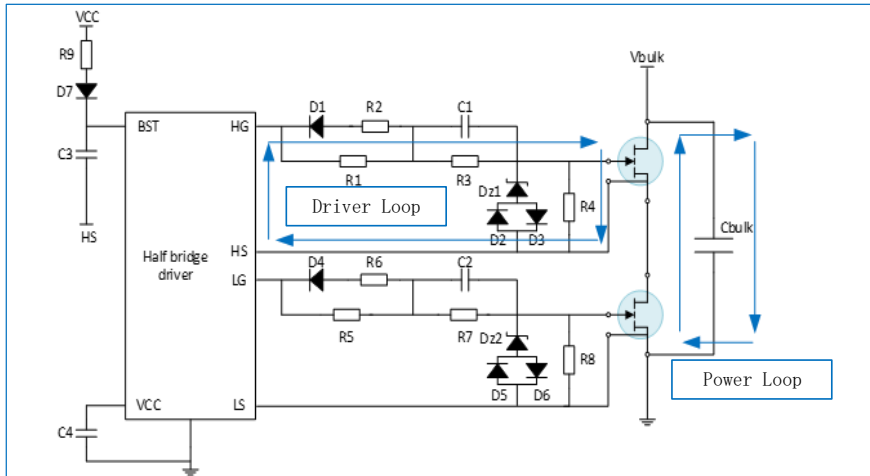 VCC
R9
D7
C3
HS
BST
HG
HS
Half bridge
driver
LG
VCC
LS
C4
D1
R2
C1
R1
R3
Driver Loop
Dz1
D2
D3
R4
D4
R6
C2
R5
R7
Dz2
D5
D6
R8
Vbulk
Cbulk
Power Loop